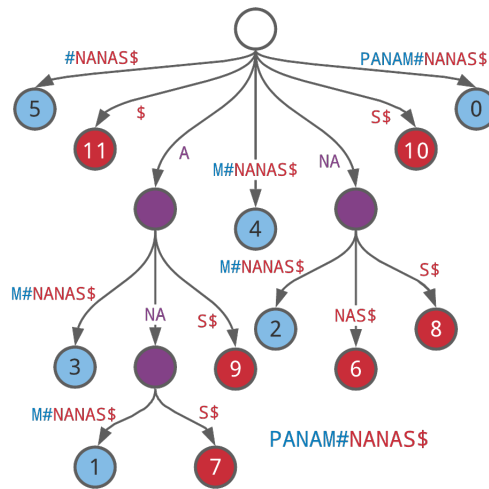 #NANAS$
PANAM#NANAS$
5
$
S$
0
11
10
A
M#NANAS$
NA
4
M#NANAS$
S$
M#NANAS$
NA
NAS$
S$
2
8
3
9
6
M#NANAS$
S$
PANAM#NANAS$
1
7